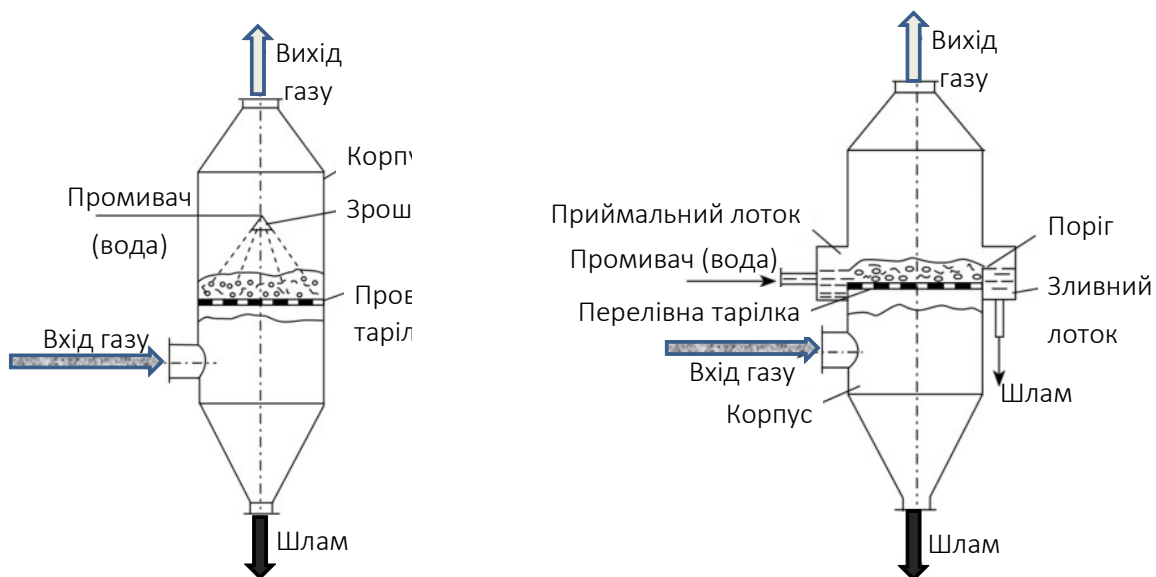 Вихід
газу
Корпу
Промивач
(вода)
Зрош
Пров
таріл
Вхід газу
Шлам
Вихід
газу
Приймальний лоток
Поріг
Промивач (вода)
Зливний
лоток
Перелівна тарілка
Вхід газу
Шлам
Корпус
Шлам